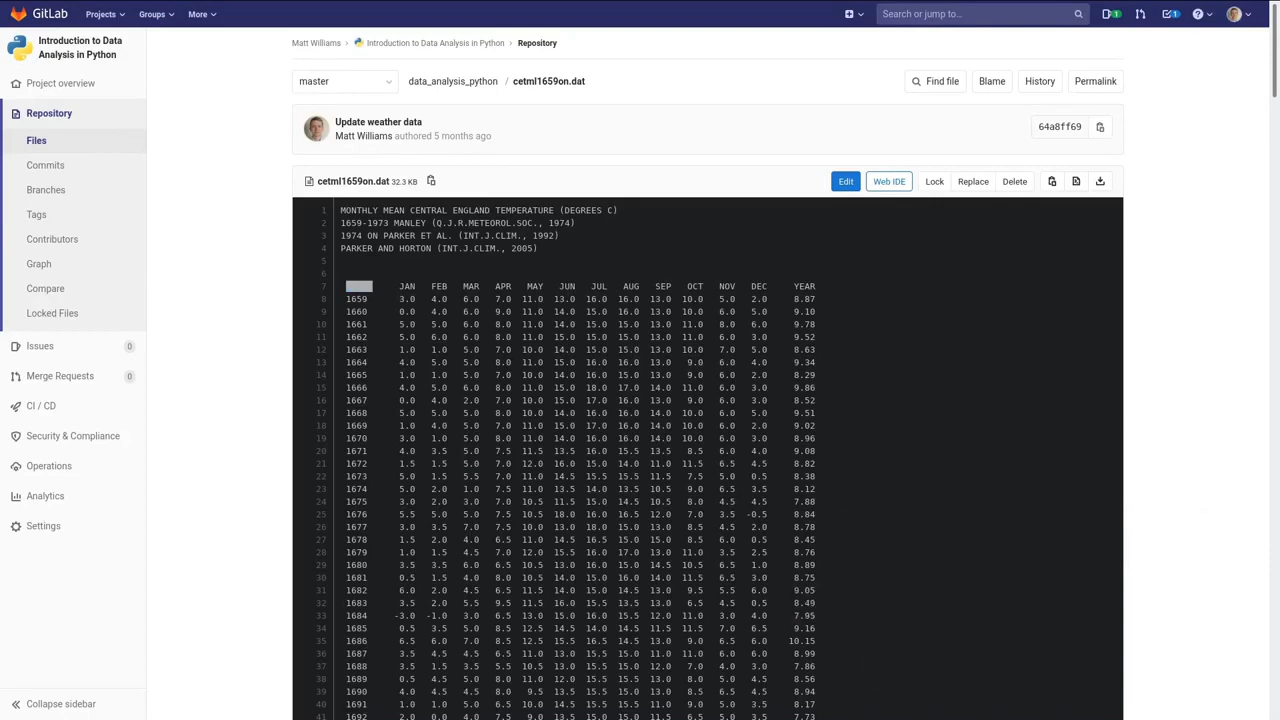 GitLab Projects Groups More Search or jump to... 1 1
Introduction to Data
Analysis in Python
Project overview
Repository
Files
Commits
Branches
Tags
Contributors
Graph
Compare
Locked Files
Issues 0
Merge Requests 0
CI / CD
Security & Compliance
Operations
Analytics
Settings
Collapse sidebar
Matt Williams › Introduction to Data Analysis in Python › Repository
master data_analysis_python / cetml1659on.dat Find file Blame History Permalink
Update weather data
Matt Williams authored 5 months ago
64a8ff69
cetml1659on.dat 32.3 KB Edit Web IDE Lock Replace Delete
1 MONTHLY MEAN CENTRAL ENGLAND TEMPERATURE (DEGREES C)
2 1659-1973 MANLEY (Q.J.R.METEOROL.SOC., 1974)
3 1974 ON PARKER ET AL. (INT.J.CLIM., 1992)
4 PARKER AND HORTON (INT.J.CLIM., 2005)
5
6
7 JAN FEB MAR APR MAY JUN JUL AUG SEP OCT NOV DEC YEAR
8 1659 3.0 4.0 6.0 7.0 11.0 13.0 16.0 16.0 13.0 10.0 5.0 2.0 8.87
9 1660 0.0 4.0 6.0 9.0 11.0 14.0 15.0 16.0 13.0 10.0 6.0 5.0 9.10
10 1661 5.0 5.0 6.0 8.0 11.0 14.0 15.0 15.0 13.0 11.0 8.0 6.0 9.78
11 1662 5.0 6.0 6.0 8.0 11.0 15.0 15.0 15.0 13.0 11.0 6.0 3.0 9.52
12 1663 1.0 1.0 5.0 7.0 10.0 14.0 15.0 15.0 13.0 10.0 7.0 5.0 8.63
13 1664 4.0 5.0 5.0 8.0 11.0 15.0 16.0 16.0 13.0 9.0 6.0 4.0 9.34
14 1665 1.0 1.0 5.0 7.0 10.0 14.0 16.0 15.0 13.0 9.0 6.0 2.0 8.29
15 1666 4.0 5.0 6.0 8.0 11.0 15.0 18.0 17.0 14.0 11.0 6.0 3.0 9.86
16 1667 0.0 4.0 2.0 7.0 10.0 15.0 17.0 16.0 13.0 9.0 6.0 3.0 8.52
17 1668 5.0 5.0 5.0 8.0 10.0 14.0 16.0 16.0 14.0 10.0 6.0 5.0 9.51
18 1669 1.0 4.0 5.0 7.0 11.0 15.0 17.0 16.0 14.0 10.0 6.0 2.0 9.02
19 1670 3.0 1.0 5.0 8.0 11.0 14.0 16.0 16.0 14.0 10.0 6.0 3.0 8.96
20 1671 4.0 3.5 5.0 7.5 11.5 13.5 16.0 15.5 13.5 8.5 6.0 4.0 9.08
21 1672 1.5 1.5 5.0 7.0 12.0 16.0 15.0 14.0 11.0 11.5 6.5 4.5 8.82
22 1673 5.0 1.5 5.5 7.0 11.0 14.5 15.5 15.5 11.5 7.5 5.0 0.5 8.38
23 1674 5.0 2.0 1.0 7.5 11.0 13.5 14.0 13.5 10.5 9.0 6.5 3.5 8.12
24 1675 3.0 2.0 3.0 7.0 10.5 11.5 15.0 14.5 10.5 8.0 4.5 4.5 7.88
25 1676 5.5 5.0 5.0 7.5 10.5 18.0 16.0 16.5 12.0 7.0 3.5 -0.5 8.84
26 1677 3.0 3.5 7.0 7.5 10.0 13.0 18.0 15.0 13.0 8.5 4.5 2.0 8.78
27 1678 1.5 2.0 4.0 6.5 11.5 14.0 16.5 15.0 15.0 8.5 6.0 0.5 8.45
28 1679 1.0 1.5 4.5 7.0 12.0 15.5 16.0 17.0 13.0 11.0 3.5 2.5 8.76
29 1680 3.5 3.5 6.0 6.5 10.5 13.0 16.0 15.0 14.5 10.5 6.5 1.0 8.89
30 1681 0.5 1.5 4.0 8.0 10.5 14.0 15.0 16.0 14.0 11.5 6.5 3.0 8.75
31 1682 6.0 2.0 4.5 6.5 11.5 14.0 15.0 14.5 13.0 9.5 5.5 6.0 9.05
32 1683 3.5 2.0 5.5 9.5 11.5 16.0 15.5 13.5 13.0 6.5 4.5 0.5 8.49
33 1684 -3.0 -1.0 3.0 6.5 13.0 15.0 16.0 15.5 12.0 11.0 3.0 4.0 7.95
34 1685 0.5 3.5 5.0 8.5 12.5 14.5 14.0 14.5 11.5 11.5 7.0 6.5 9.16
35 1686 6.5 6.0 7.0 8.5 12.5 15.5 16.5 14.5 13.0 9.0 6.5 6.0 10.15
36 1687 3.5 4.5 4.5 6.5 11.0 13.0 15.5 15.0 11.0 11.0 6.0 6.0 8.99
37 1688 3.5 1.5 3.5 5.5 10.5 13.0 15.5 15.5 12.0 7.0 4.0 3.0 7.86
38 1689 0.5 4.5 5.0 8.0 11.0 12.0 15.5 15.5 13.0 8.0 5.0 4.5 8.56
39 1690 4.0 4.5 4.5 8.0 9.5 13.5 15.5 15.5 13.0 8.5 6.5 4.5 8.94
40 1691 1.0 1.0 5.0 6.5 10.0 13.5 15.5 16.0 11.0 9.0 5.0 3.5 8.17
41 1692 2.0 0.0 4.0 7.5 9.0 13.0 15.0 15.0 11.5 6.5 5.0 3.0 7.73